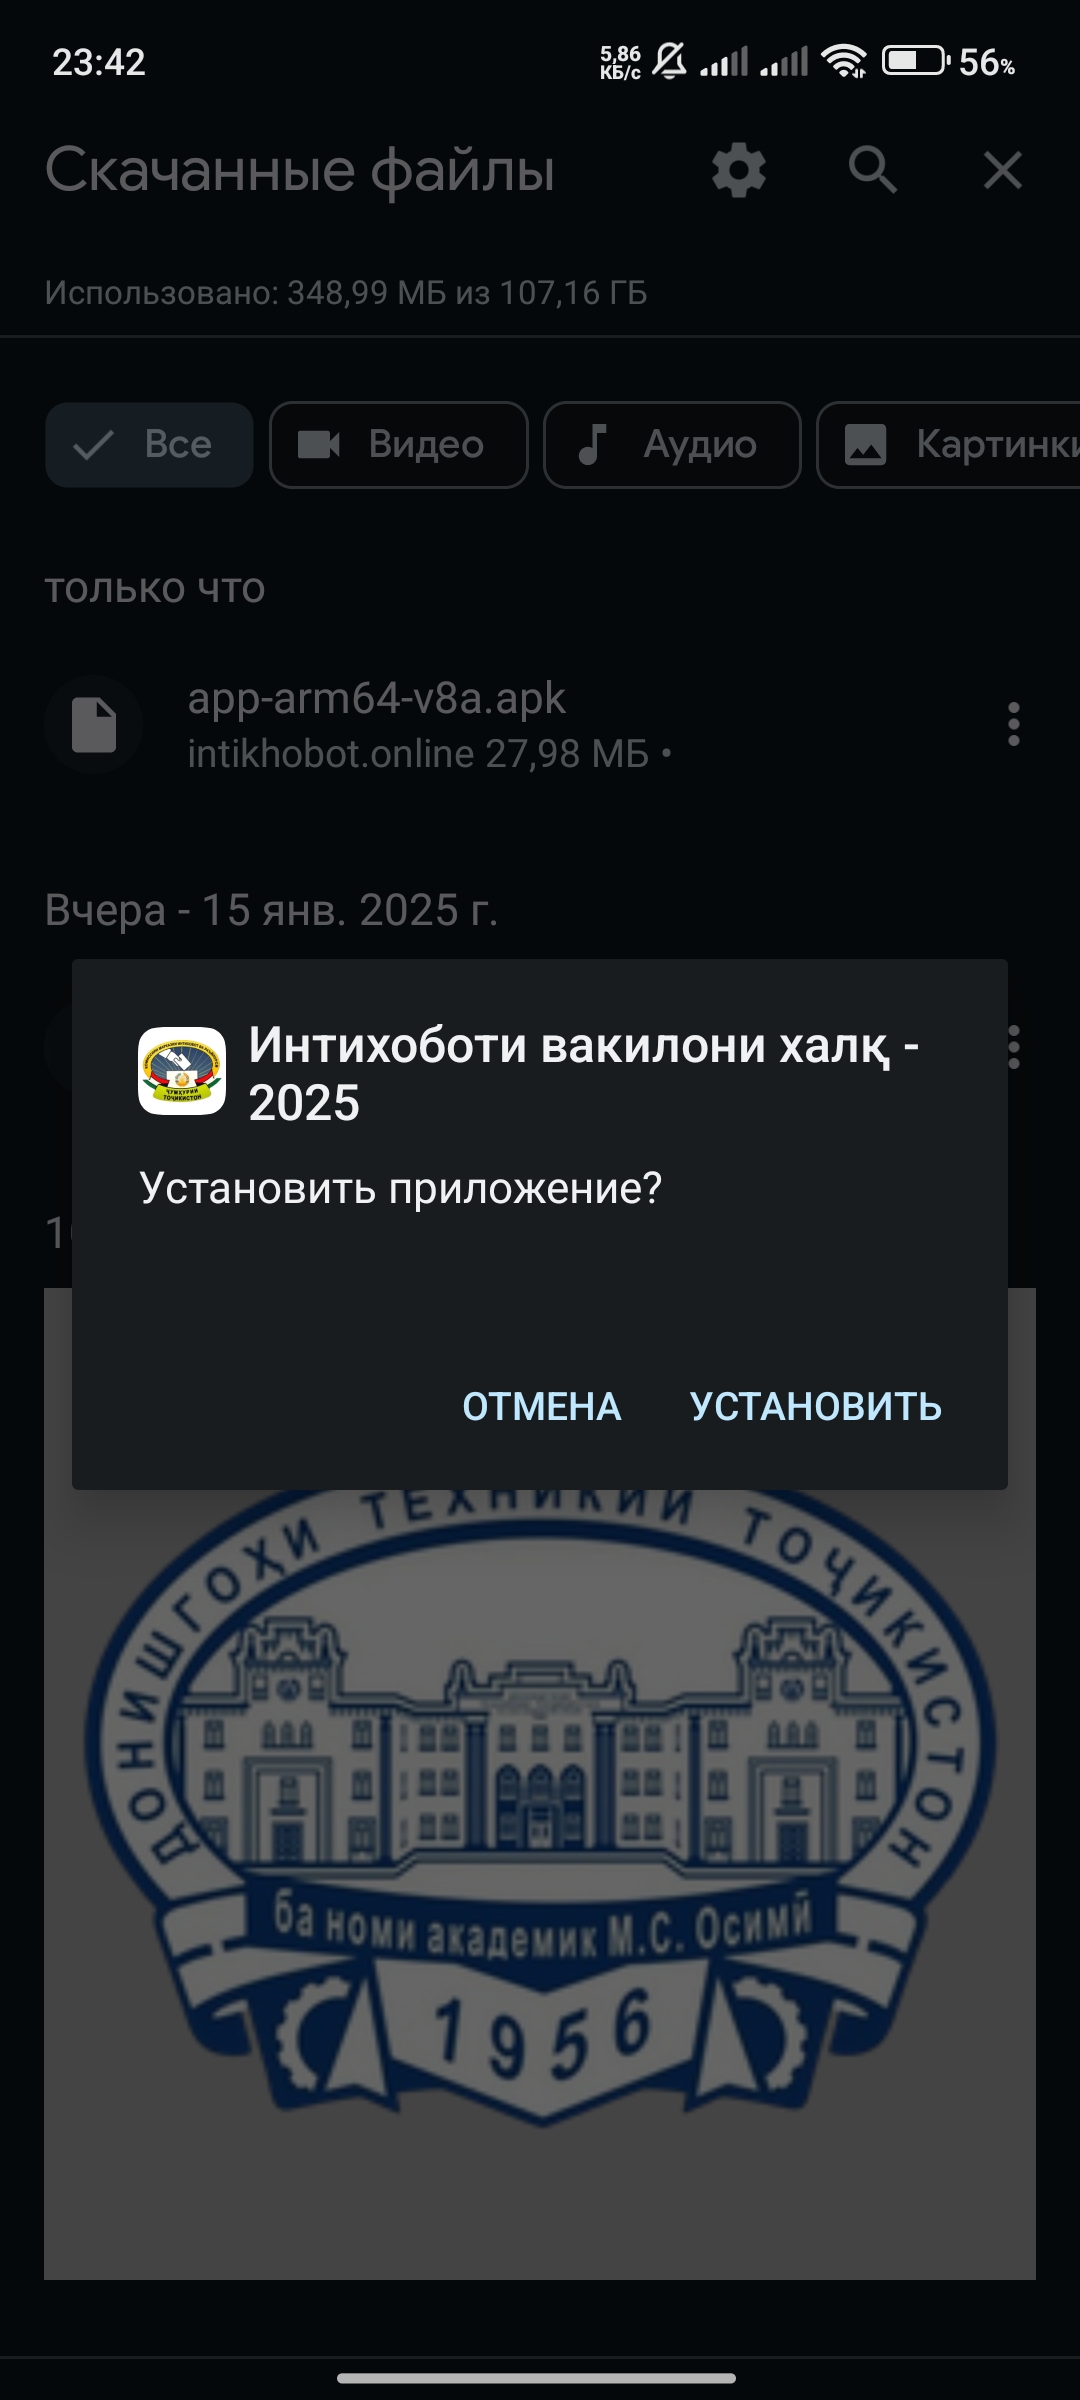 23:42
5,86
КБ/с
56%
Скачанные файлы
Использовано: 348,99 МБ из 107,16 ГБ
Все
Видео
Аудио
Картинки
только что
app-arm64-v8a.apk
intikhobot.online 27,98 МБ •
Вчера - 15 янв. 2025 г.
Интихоботи вакилони халқ -
2025
ҶУМҲУРИИ
ТОҶИКИСТОН
Установить приложение?
ОТМЕНА
УСТАНОВИТЬ
ДОНИШГОҲИ ТЕХНИКИИ ТОҶИКИСТОН
ба номи академик М.С. Осимӣ
1956